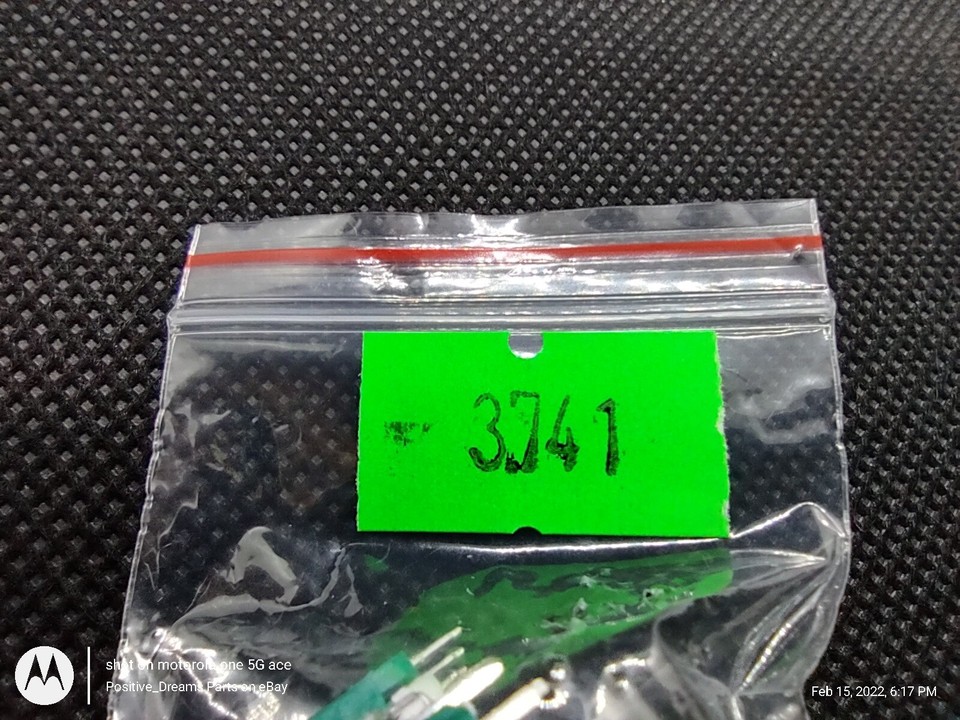 3741
shot on motorola one 5G ace
Positive_Dreams Parts on eBay
Feb 15, 2022, 6:17 PM